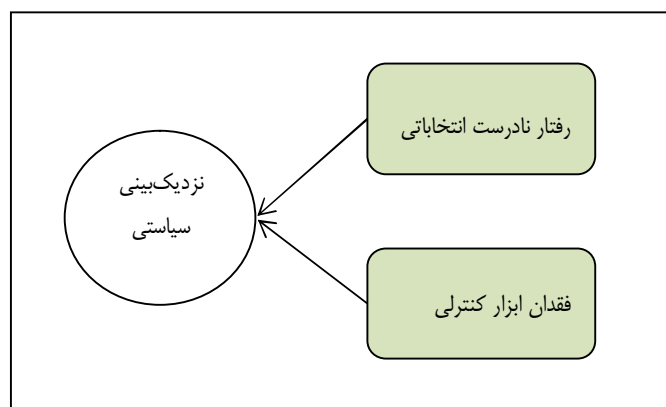 رفتار نادرست انتخاباتی
نزدیک‌بینی
سیاستی
فقدان ابزار کنترلی